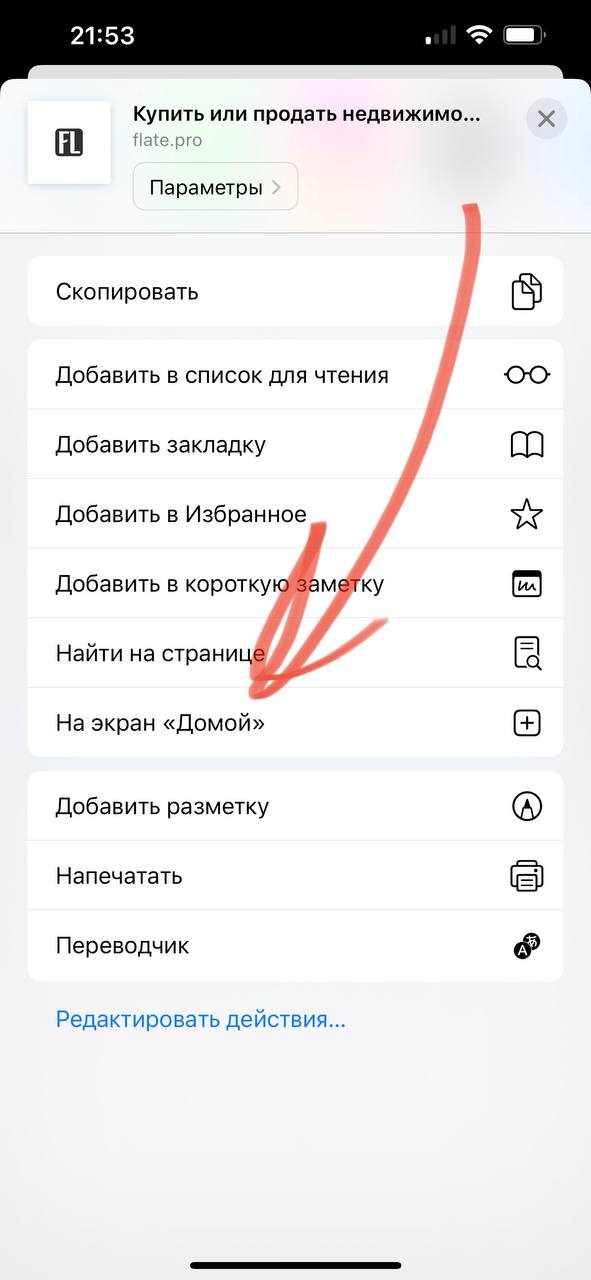 21:53
FL
Купить или продать недвижимо...
flate.pro
Параметры
Скопировать
Добавить в список для чтения
Добавить закладку
Добавить в Избранное
Добавить в короткую заметку
Найти на странице
На экран «Домой»
Добавить разметку
Напечатать
Переводчик
Редактировать действия...